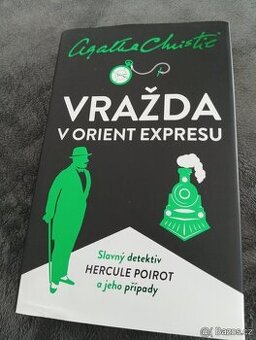 Agatha Christie
VRAŽDA
V ORIENT EXPRESU
Slavný detektiv
HERCULE POIROT
a jeho případy
Bazos.cz